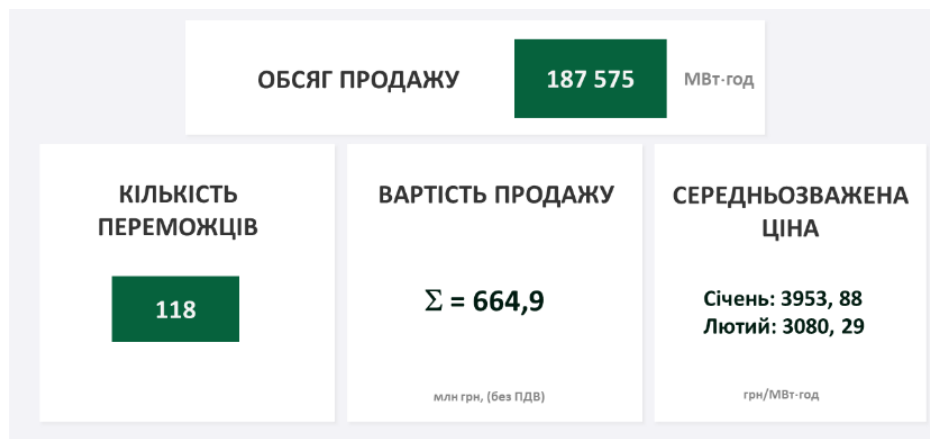 ОБСЯГ ПРОДАЖУ 187 575 МВт·год
КІЛЬКІСТЬ
ПЕРЕМОЖЦІВ
118
ВАРТІСТЬ ПРОДАЖУ
Σ = 664,9
млн грн, (без ПДВ)
СЕРЕДНЬОЗВАЖЕНА
ЦІНА
Січень: 3953, 88
Лютий: 3080, 29
грн/МВт·год